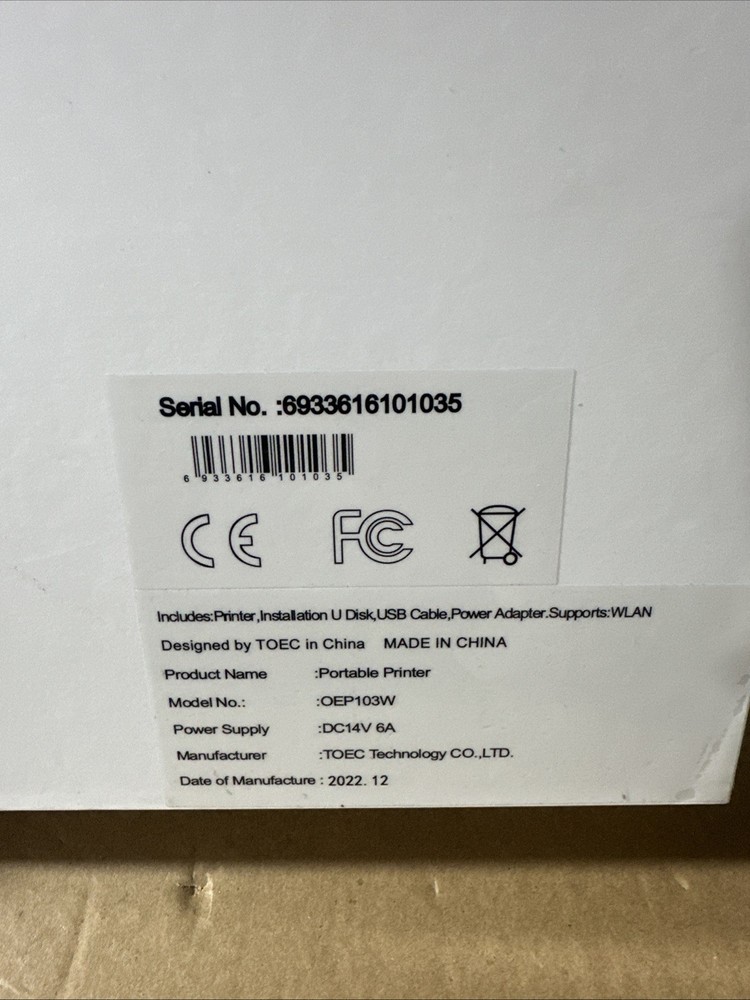 Serial No. :6933616101035
6 933616 101035
CE FC
Includes:Printer,Installation U Disk,USB Cable,Power Adapter.Supports:WLAN
Designed by TOEC in China MADE IN CHINA
Product Name :Portable Printer
Model No.: :OEP103W
Power Supply :DC14V 6A
Manufacturer :TOEC Technology CO.,LTD.
Date of Manufacture : 2022. 12